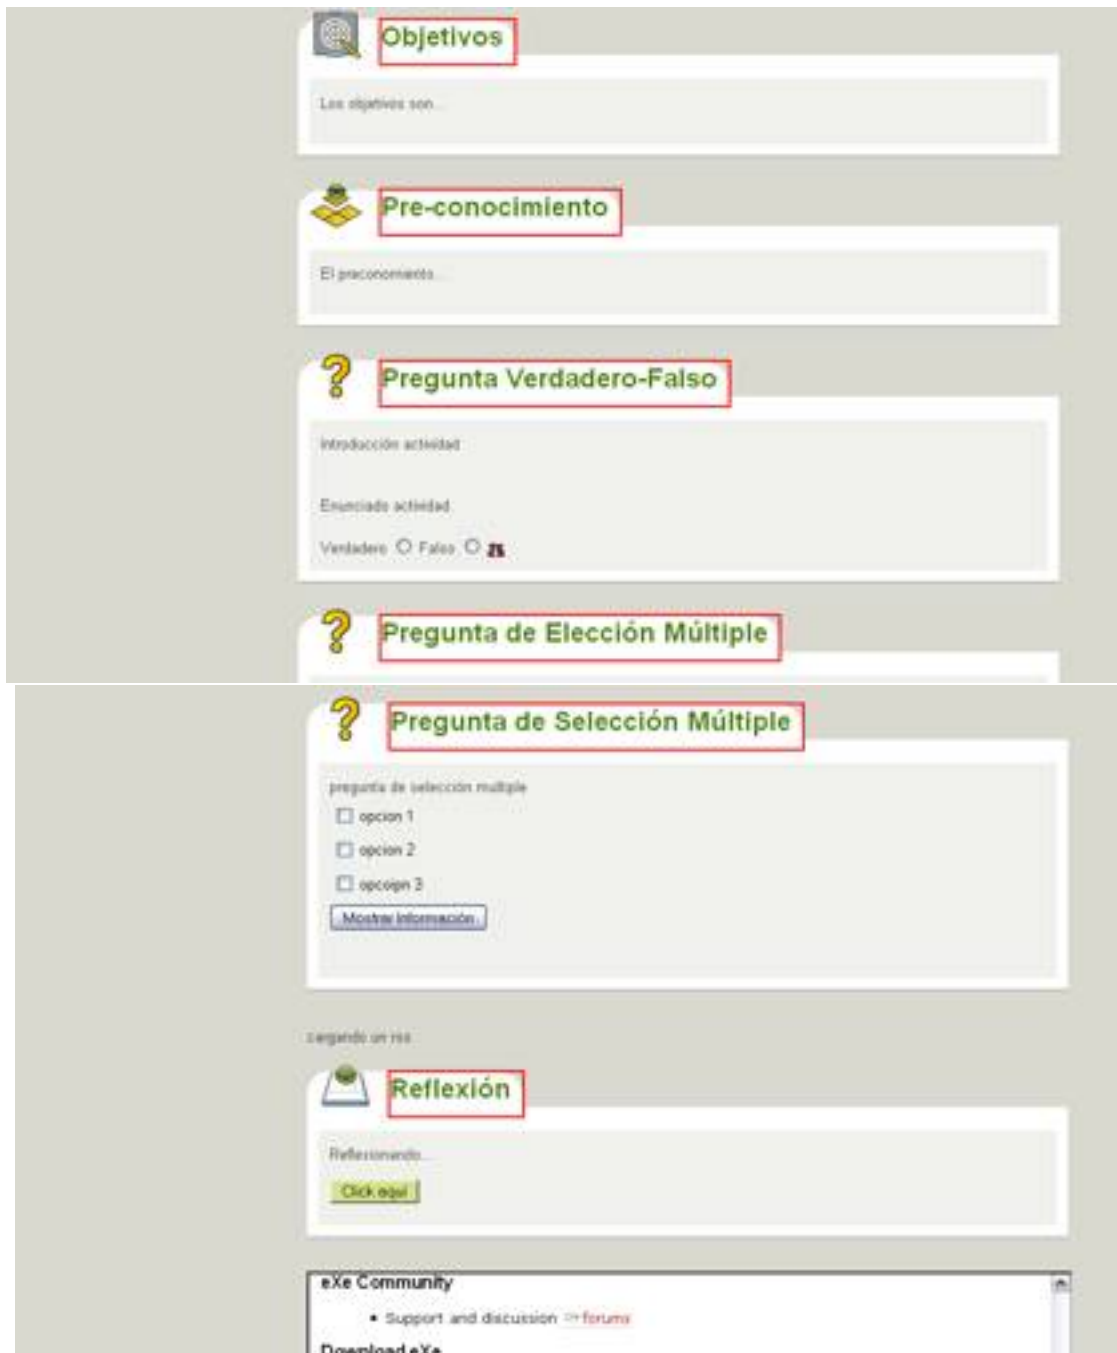 Objetivos
Los objetivos son...
Pre-conocimiento
El preconomiento...
Pregunta Verdadero-Falso
Introducción actividad
Enunciado actividad
Verdadero Falso
Pregunta de Elección Múltiple
Pregunta de Selección Múltiple
pregunta de selección multiple
opcion 1
opcion 2
opcoipn 3
Mostrar Información
cargando un rss
Reflexión
Reflexionando...
Click aquí
eXe Community
• Support and discussion forums
Download eXe